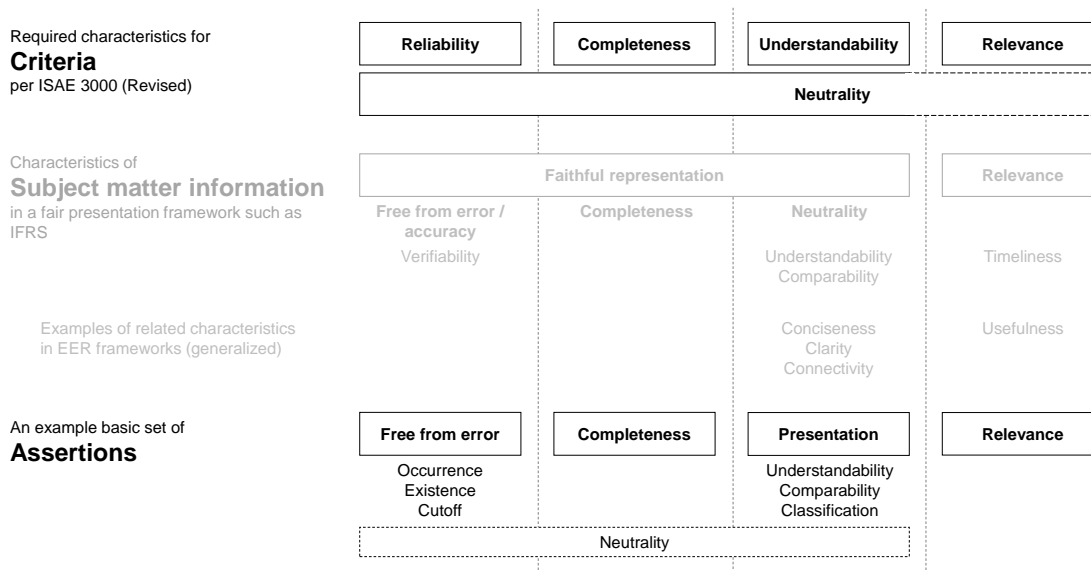 Required characteristics for
Criteria
per ISAE 3000 (Revised)
Reliability
Completeness
Understandability
Relevance
Neutrality
Characteristics of
Subject matter information
in a fair presentation framework such as
IFRS
Faithful representation
Relevance
Free from error /
accuracy
Completeness
Neutrality
Verifiability
Understandability
Comparability
Timeliness
Examples of related characteristics
in EER frameworks (generalized)
Conciseness
Clarity
Connectivity
Usefulness
An example basic set of
Assertions
Free from error
Completeness
Presentation
Relevance
Occurrence
Existence
Cutoff
Understandability
Comparability
Classification
Neutrality